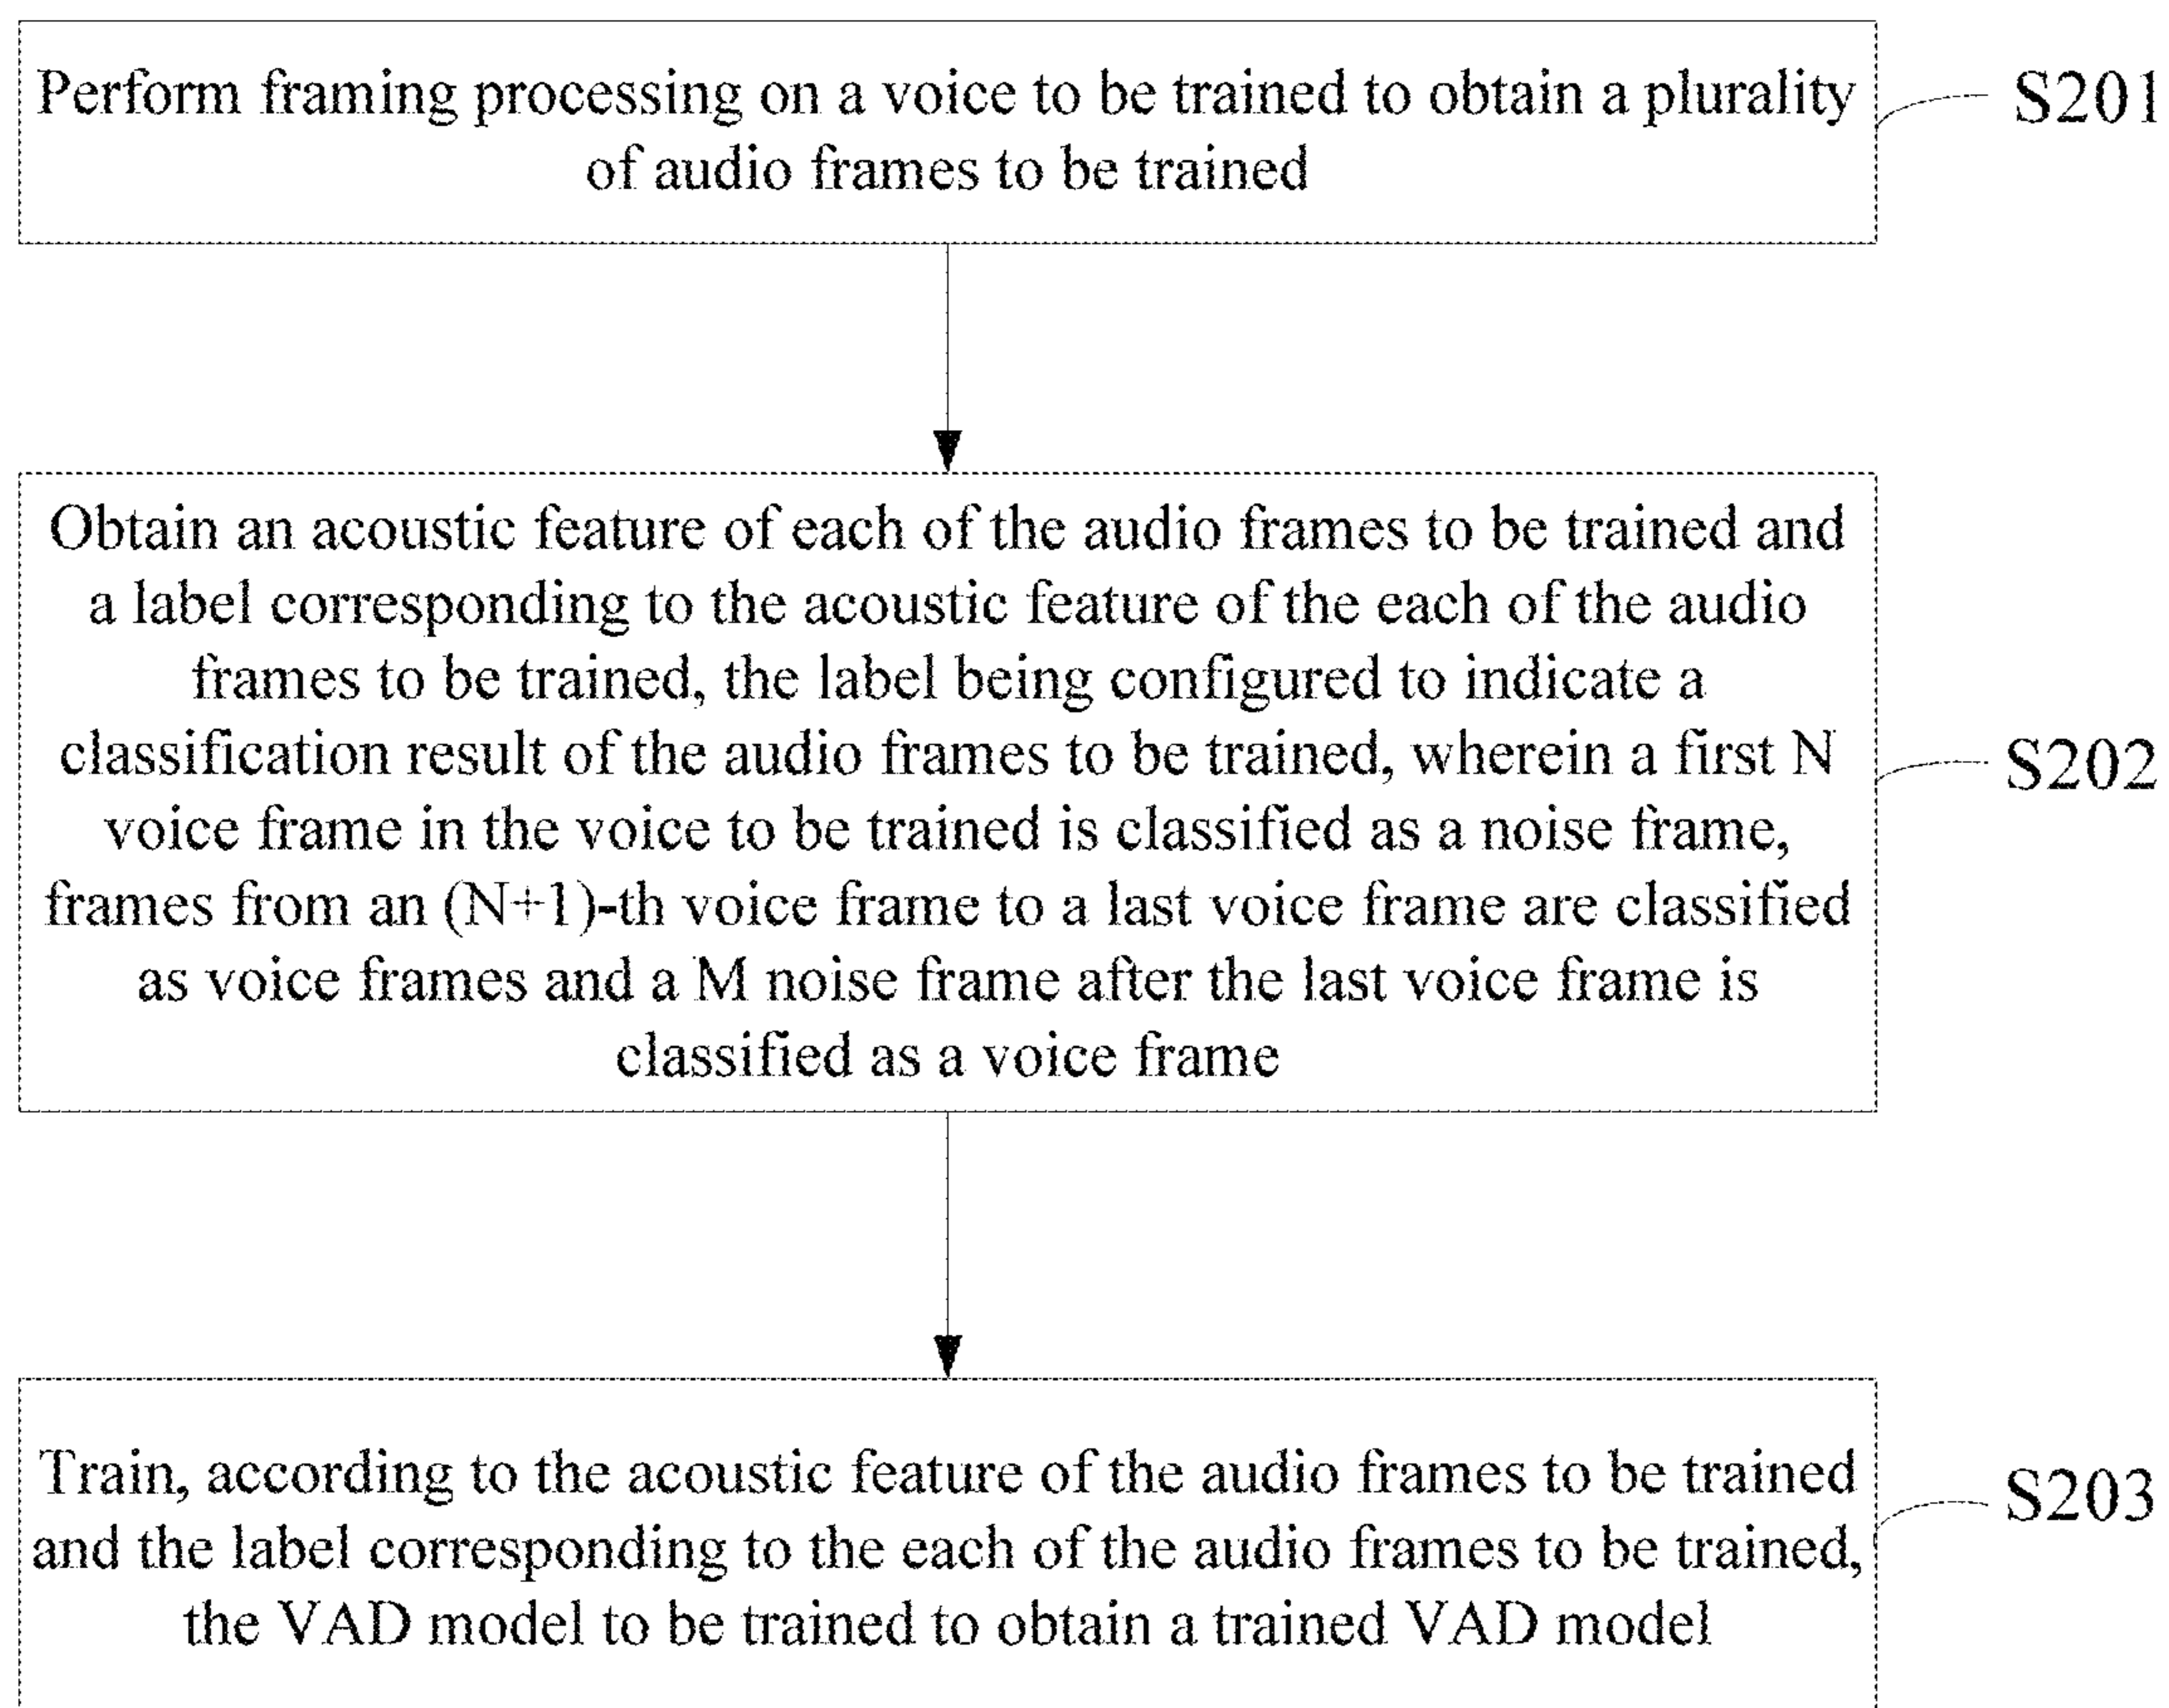 Perform framing processing on a voice to be trained to obtain a plurality
of audio frames to be trained
S201
Obtain an acoustic feature of each of the audio frames to be trained and
a label corresponding to the acoustic feature of the each of the audio
frames to be trained, the label being configured to indicate a
classification result of the audio frames to be trained, wherein a first N
voice frame in the voice to be trained is classified as a noise frame,
frames from an (N+1)-th voice frame to a last voice frame are classified
as voice frames and a M noise frame after the last voice frame is
classified as a voice frame
S202
Train, according to the acoustic feature of the audio frames to be trained
and the label corresponding to the each of the audio frames to be trained,
the VAD model to be trained to obtain a trained VAD model
S203